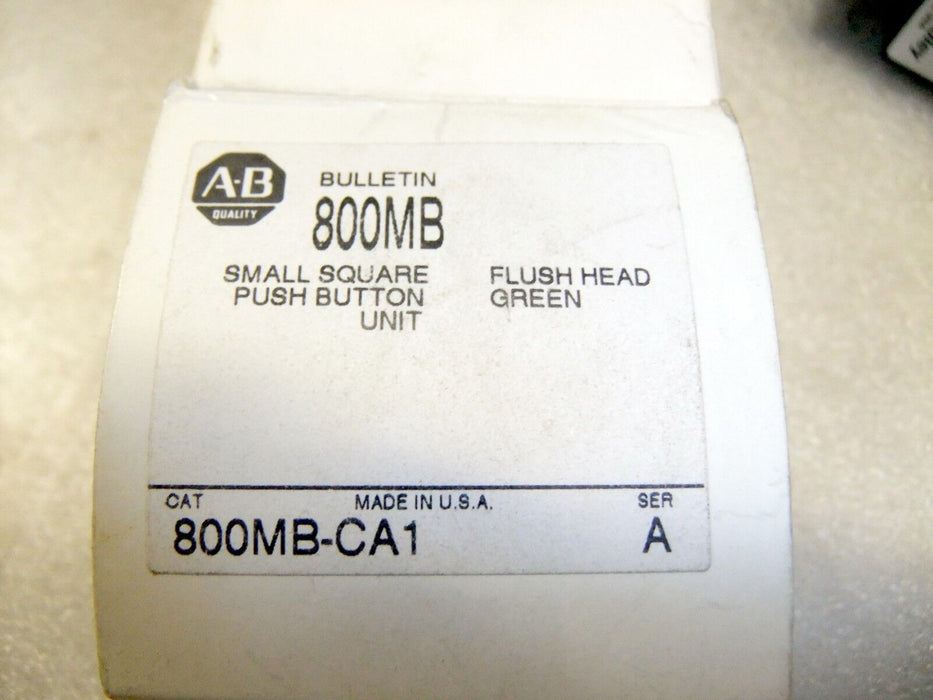 A-B
QUALITY
BULLETIN
800MB
SMALL SQUARE
PUSH BUTTON
UNIT
FLUSH HEAD
GREEN
CAT
MADE IN U.S.A.
SER
800MB-CA1
A